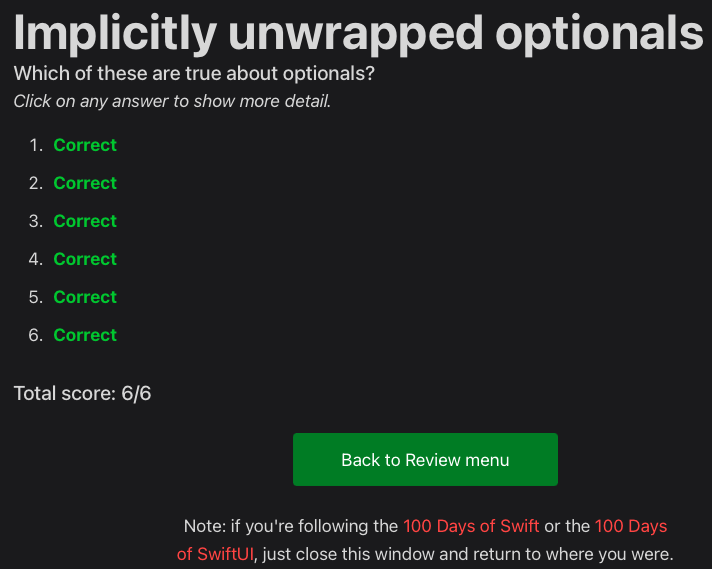 Implicitly unwrapped optionals
Which of these are true about optionals?
Click on any answer to show more detail.
1. Correct
2. Correct
3. Correct
4. Correct
5. Correct
6. Correct
Total score: 6/6
Back to Review menu
Note: if you're following the 100 Days of Swift or the 100 Days
of SwiftUI, just close this window and return to where you were.